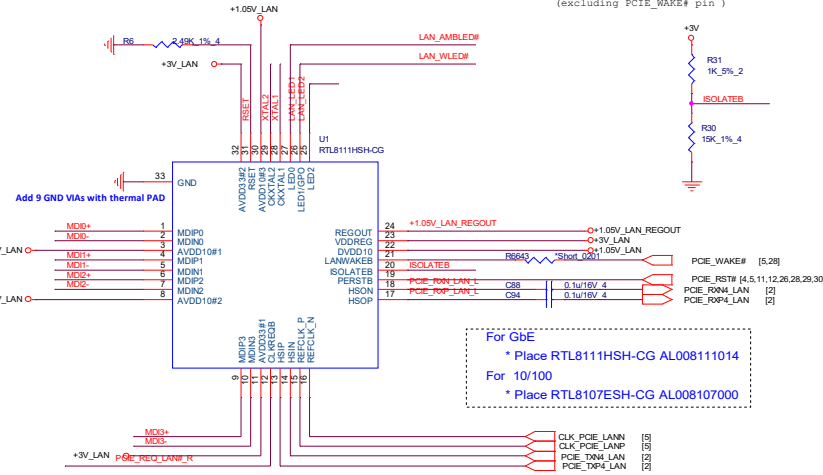 (excluding PCIE_WAKE# pin )
+1.05V_LAN
R6
2.49K_1%_4
+3V_LAN
LAN_AMBLED#
LAN_WLED#
RSET
XTAL2
XTAL1
LAN_LED1
LAN_LED2
+3V
R31
1K_5%_2
ISOLATEB
R30
15K_1%_4
U1
RTL8111HSH-CG
32
31
30
29
28
27
26
25
AVDD33#2
RSET
AVDD10#3
CKXTAL2
CKXTAL1
LED0
LED1/GPO
LED2
33
GND
Add 9 GND VIAs with thermal PAD
MDI0+ 1 MDIP0
MDI0- 2 MDIN0
V_LAN 3 AVDD10#1
MDI1+ 4 MDIP1
MDI1- 5 MDIN1
MDI2+ 6 MDIP2
MDI2- 7 MDIN2
V_LAN 8 AVDD10#2
REGOUT 24 +1.05V_LAN_REGOUT +1.05V_LAN_REGOUT
VDDREG 23 +3V_LAN
DVDD10 22 +1.05V_LAN
LANWAKEB 21 R6643 *Short_0201 PCIE_WAKE# [5,28]
ISOLATEB 20 ISOLATEB
PERSTB 19 PCIE_RST# [4,5,11,12,26,28,29,30
HSON 18 PCIE_RXN_LAN_L C88 0.1u/16V_4 PCIE_RXN4_LAN [2]
HSOP 17 PCIE_RXP_LAN_L C94 0.1u/16V_4 PCIE_RXP4_LAN [2]
MDIP3
MDIN3
AVDD33#1
CLKREQB
HSIP
HSIN
REFCLK_P
REFCLK_N
9
10
11
12
13
14
15
16
For GbE
* Place RTL8111HSH-CG AL008111014
For 10/100
* Place RTL8107ESH-CG AL008107000
MDI3+
MDI3-
+3V_LAN
PCIE_REQ_LAN#_R
CLK_PCIE_LANN [5]
CLK_PCIE_LANP [5]
PCIE_TXN4_LAN [2]
PCIE_TXP4_LAN [2]